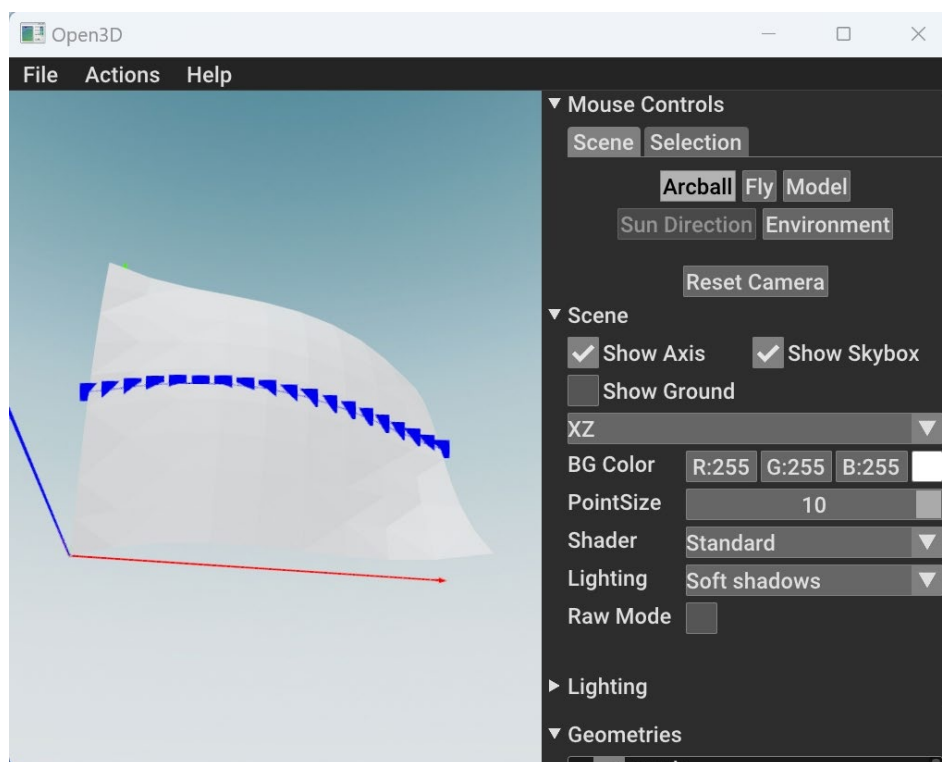 Open3D
File Actions Help
Mouse Controls
Scene Selection
Arcball Fly Model
Sun Direction Environment
Reset Camera
Scene
Show Axis Show Skybox
Show Ground
XZ
BG Color R:255 G:255 B:255
PointSize 10
Shader Standard
Lighting Soft shadows
Raw Mode
Lighting
Geometries